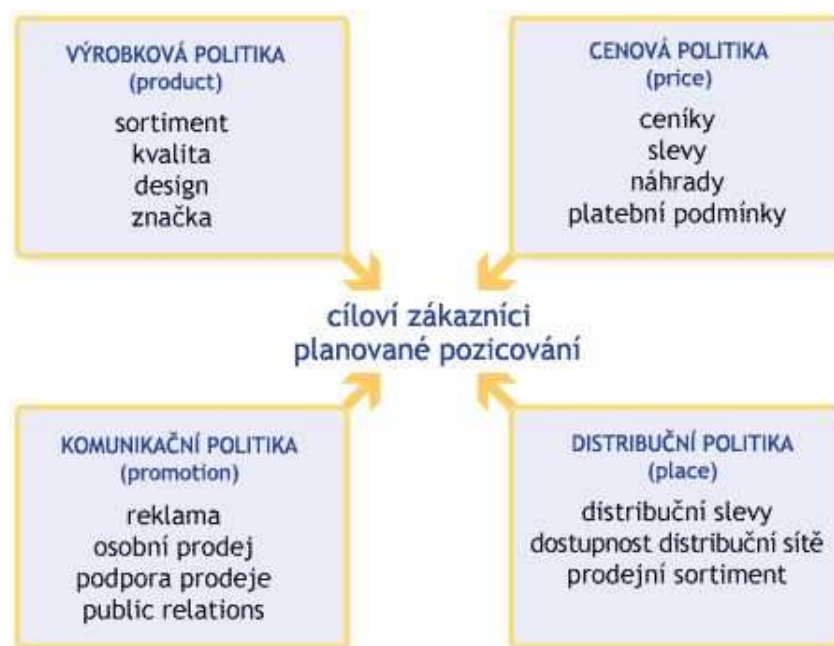 VÝROBKOVÁ POLITIKA
(product)
sortiment
kvalita
design
značka
CENOVÁ POLITIKA
(price)
ceníky
slevy
náhrady
platební podmínky
cíloví zákazníci
planované pozicování
KOMUNIKAČNÍ POLITIKA
(promotion)
reklama
osobní prodej
podpora prodeje
public relations
DISTRIBUČNÍ POLITIKA
(place)
distribuční slevy
dostupnost distribuční sítě
prodejní sortiment